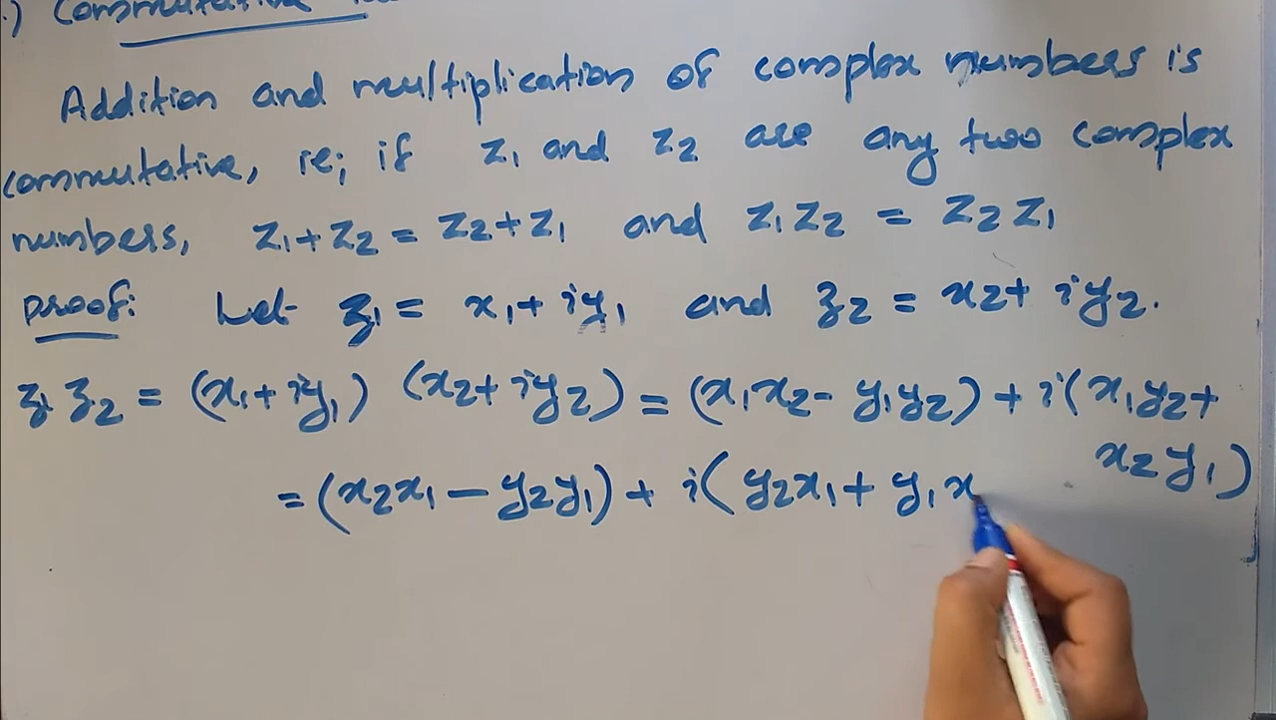 .) Commutative
Addition and multiplication of complex numbers is
commutative, ie; if z₁ and z₂ are any two complex
numbers, z₁+z₂ = z₂+z₁ and z₁z₂ = z₂z₁
proof: Let z₁ = x₁+iy₁ and z₂ = x₂+iy₂.
z₁z₂ = (x₁+iy₁) (x₂+iy₂) = (x₁x₂- y₁y₂) + i(x₁y₂+
x₂y₁)
= (x₂x₁ - y₂y₁) + i(y₂x₁ + y₁x